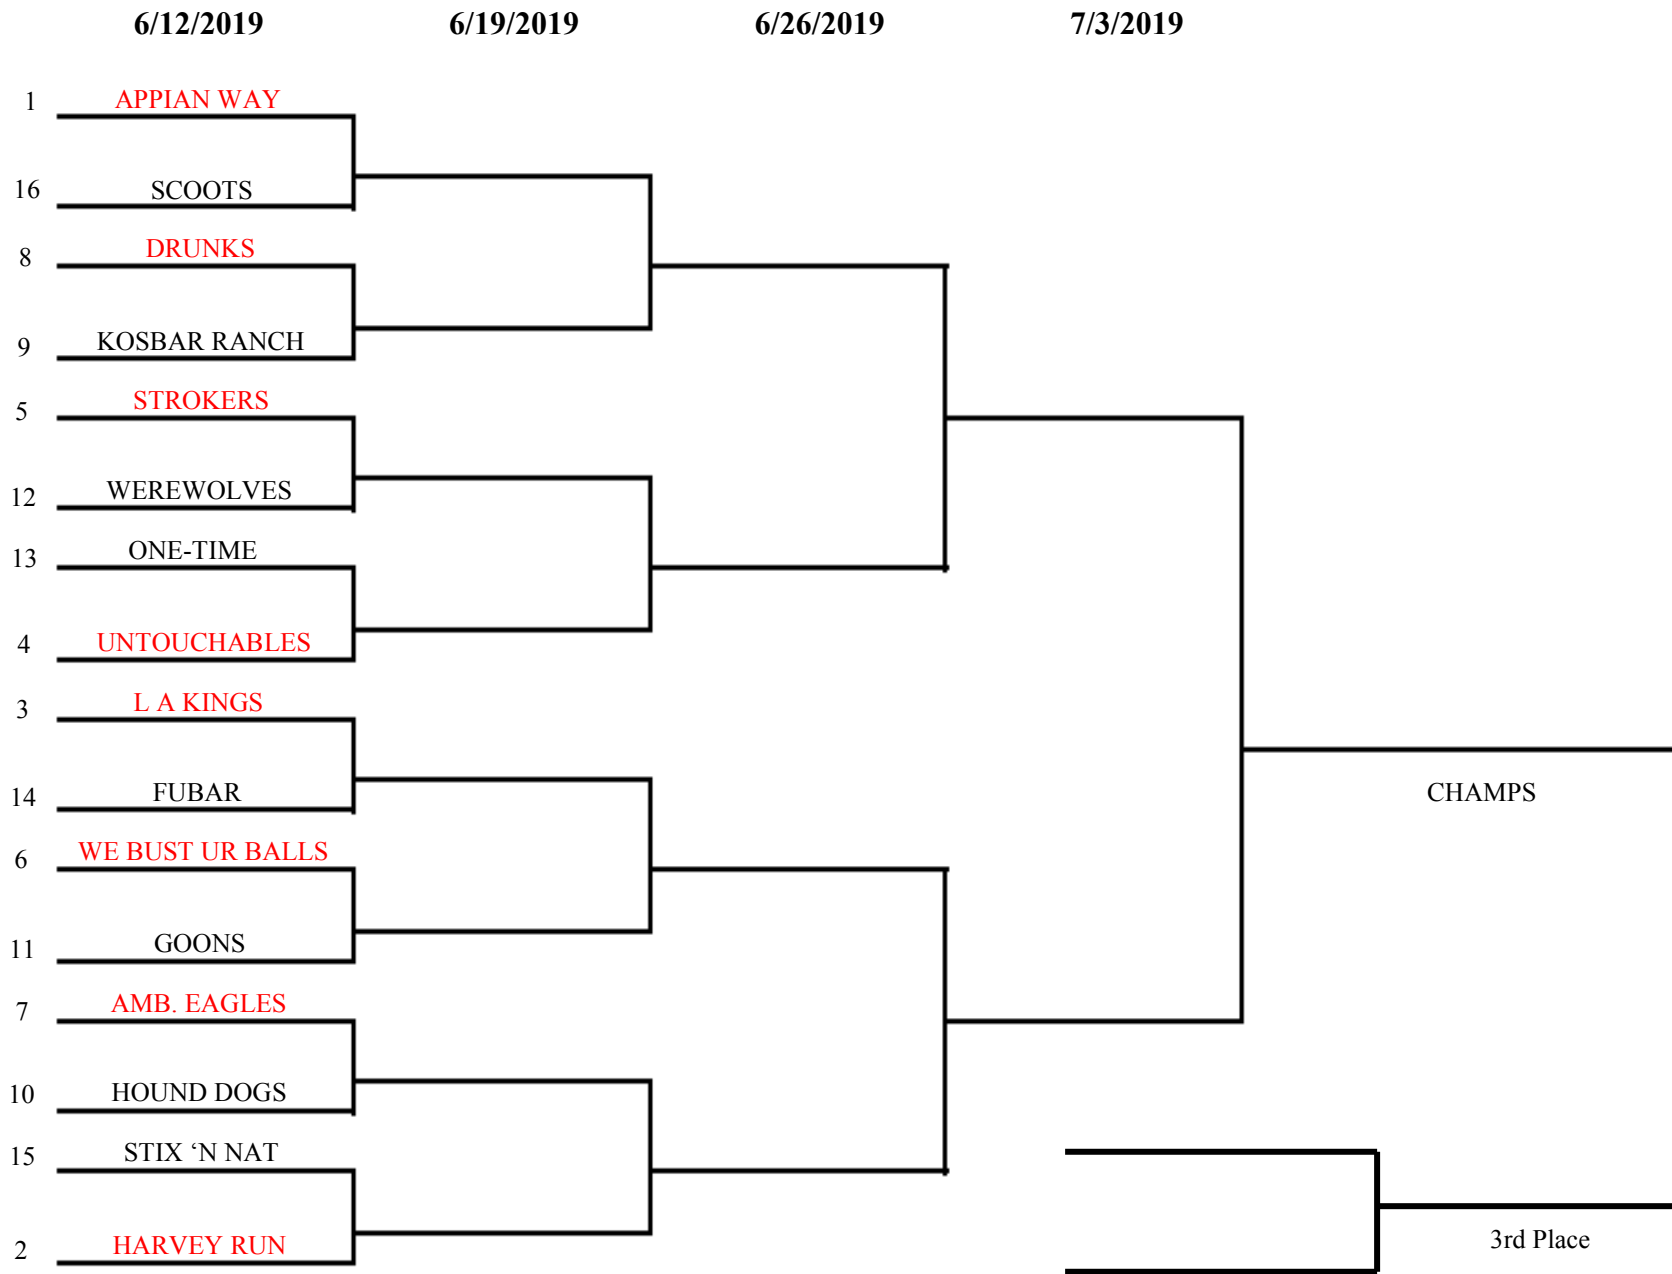 6/12/2019 6/19/2019 6/26/2019 7/3/2019
1 APPIAN WAY
16 SCOOTS
8 DRUNKS
9 KOSBAR RANCH
5 STROKERS
12 WEREWOLVES
13 ONE-TIME
4 UNTOUCHABLES
3 L A KINGS
14 FUBAR
CHAMPS
6 WE BUST UR BALLS
11 GOONS
7 AMB. EAGLES
10 HOUND DOGS
15 STIX ‘N NAT
2 HARVEY RUN
3rd Place